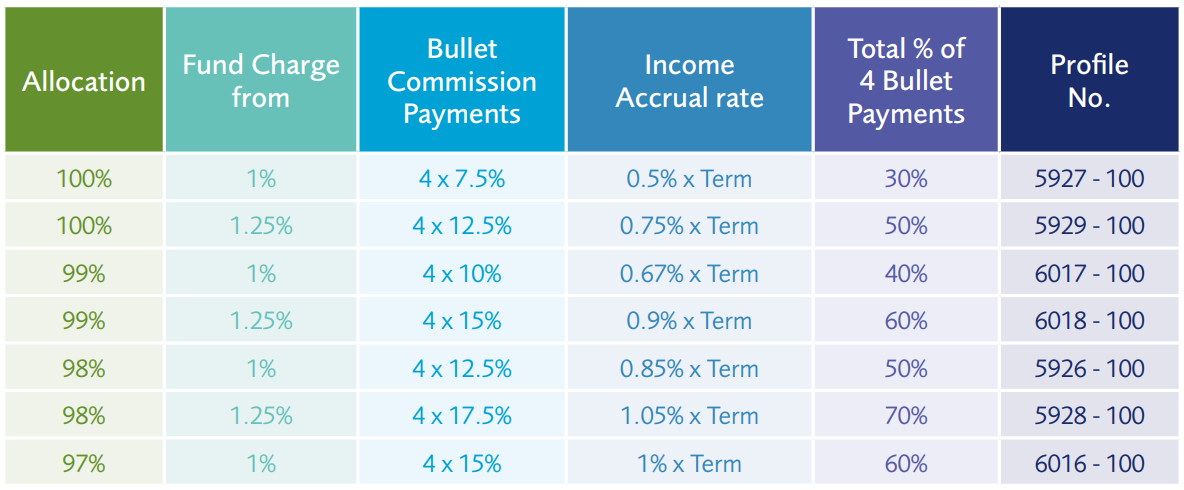 Allocation
Fund Charge
from
Bullet
Commission
Payments
Income
Accrual rate
Total % of
4 Bullet
Payments
Profile
No.
100% 1% 4 x 7.5% 0.5% x Term 30% 5927 - 100
100% 1.25% 4 x 12.5% 0.75% x Term 50% 5929 - 100
99% 1% 4 x 10% 0.67% x Term 40% 6017 - 100
99% 1.25% 4 x 15% 0.9% x Term 60% 6018 - 100
98% 1% 4 x 12.5% 0.85% x Term 50% 5926 - 100
98% 1.25% 4 x 17.5% 1.05% x Term 70% 5928 - 100
97% 1% 4 x 15% 1% x Term 60% 6016 - 100